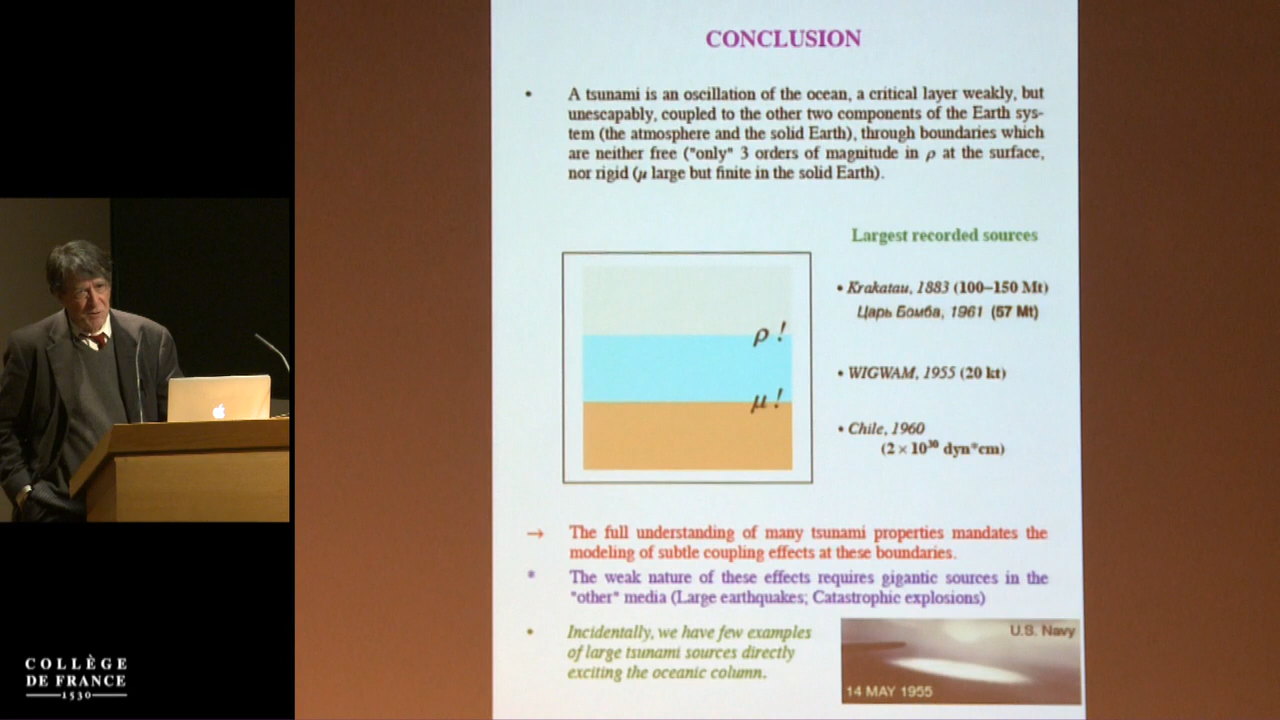 CONCLUSION
• A tsunami is an oscillation of the ocean, a critical layer weakly, but
unescapably, coupled to the other two components of the Earth sys-
tem (the atmosphere and the solid Earth), through boundaries which
are neither free ("only" 3 orders of magnitude in ρ at the surface,
nor rigid (μ large but finite in the solid Earth).
Largest recorded sources
• Krakatau, 1883 (100–150 Mt)
Царь Бомба, 1961 (57 Mt)
ρ !
• WIGWAM, 1955 (20 kt)
μ !
• Chile, 1960
(2 × 10³⁰ dyn*cm)
→ The full understanding of many tsunami properties mandates the
modeling of subtle coupling effects at these boundaries.
* The weak nature of these effects requires gigantic sources in the
"other" media (Large earthquakes; Catastrophic explosions)
• Incidentally, we have few examples
of large tsunami sources directly
exciting the oceanic column.
U.S. Navy
14 MAY 1955
COLLÈGE
DE FRANCE
1530